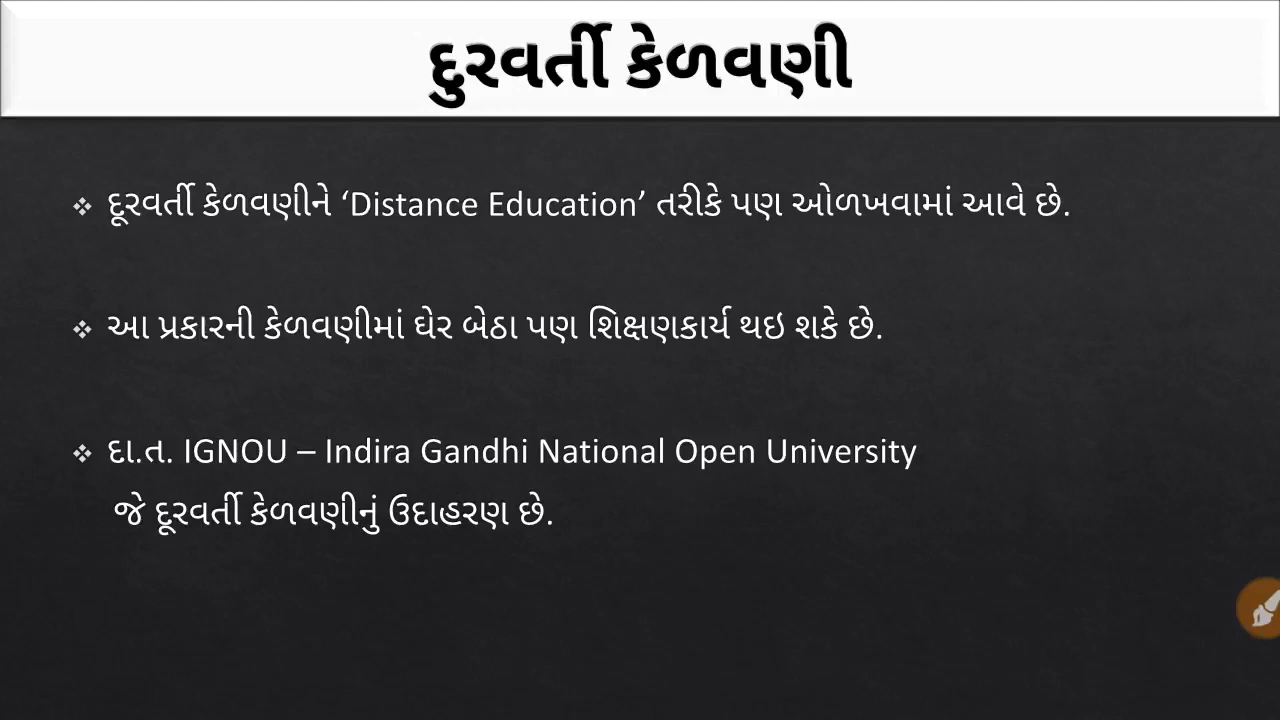 દુરવર્તી કેળવણી
❖ દૂરવર્તી કેળવણીને ‘Distance Education’ તરીકે પણ ઓળખવામાં આવે છે.
❖ આ પ્રકારની કેળવણીમાં ઘેર બેઠા પણ શિક્ષણકાર્ય થઇ શકે છે.
❖ દા.ત. IGNOU – Indira Gandhi National Open University
જે દૂરવર્તી કેળવણીનું ઉદાહરણ છે.